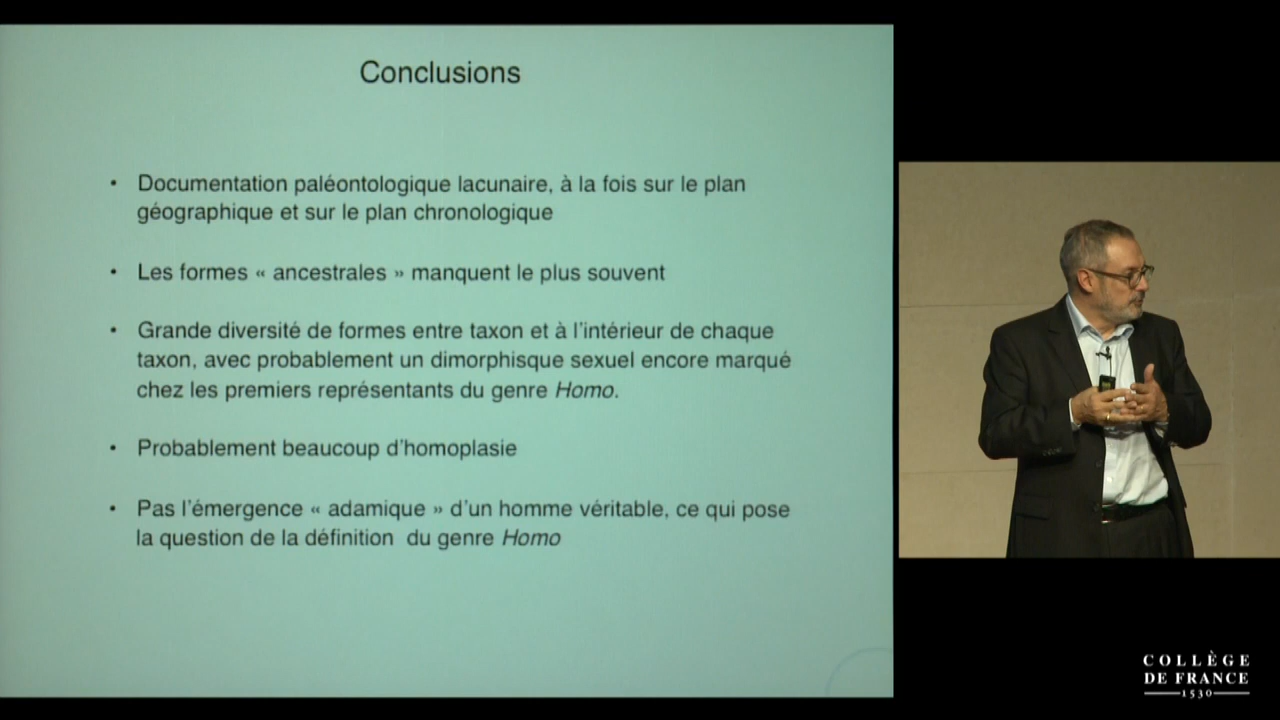 Conclusions
• Documentation paléontologique lacunaire, à la fois sur le plan
géographique et sur le plan chronologique
• Les formes « ancestrales » manquent le plus souvent
• Grande diversité de formes entre taxon et à l'intérieur de chaque
taxon, avec probablement un dimorphisque sexuel encore marqué
chez les premiers représentants du genre Homo.
• Probablement beaucoup d'homoplasie
• Pas l'émergence « adamique » d'un homme véritable, ce qui pose
la question de la définition du genre Homo
COLLÈGE
DE FRANCE
1530